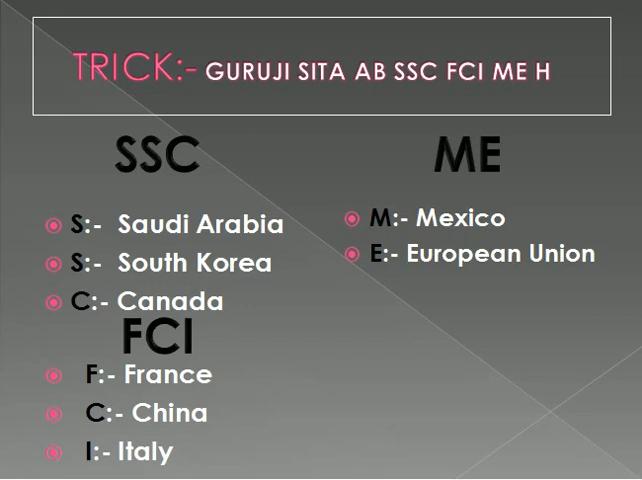 TRICK:- GURUJI SITA AB SSC FCI ME H
SSC
S:- Saudi Arabia
S:- South Korea
C:- Canada
FCI
F:- France
C:- China
I:- Italy
ME
M:- Mexico
E:- European Union